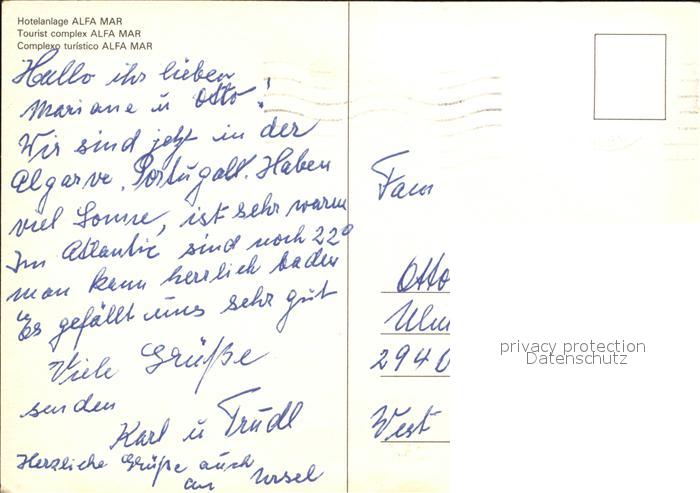 Hotelanlage ALFA MAR
Tourist complex ALFA MAR
Complexo turístico ALFA MAR
Hallo ihr lieben
Mariane u Otto!
Wir sind jetzt in der
Algarve, Portugall. Haben
viel Sonne, ist sehr warm
Im Atlantic sind noch 22°
man kann herrlich baden
Es gefällt uns sehr gut
Viele Grüße
senden
Karl u Trudl
Herzliche Grüße auch
an Ursel
Fam
Otto
2940
West
privacy protection
Datenschutz